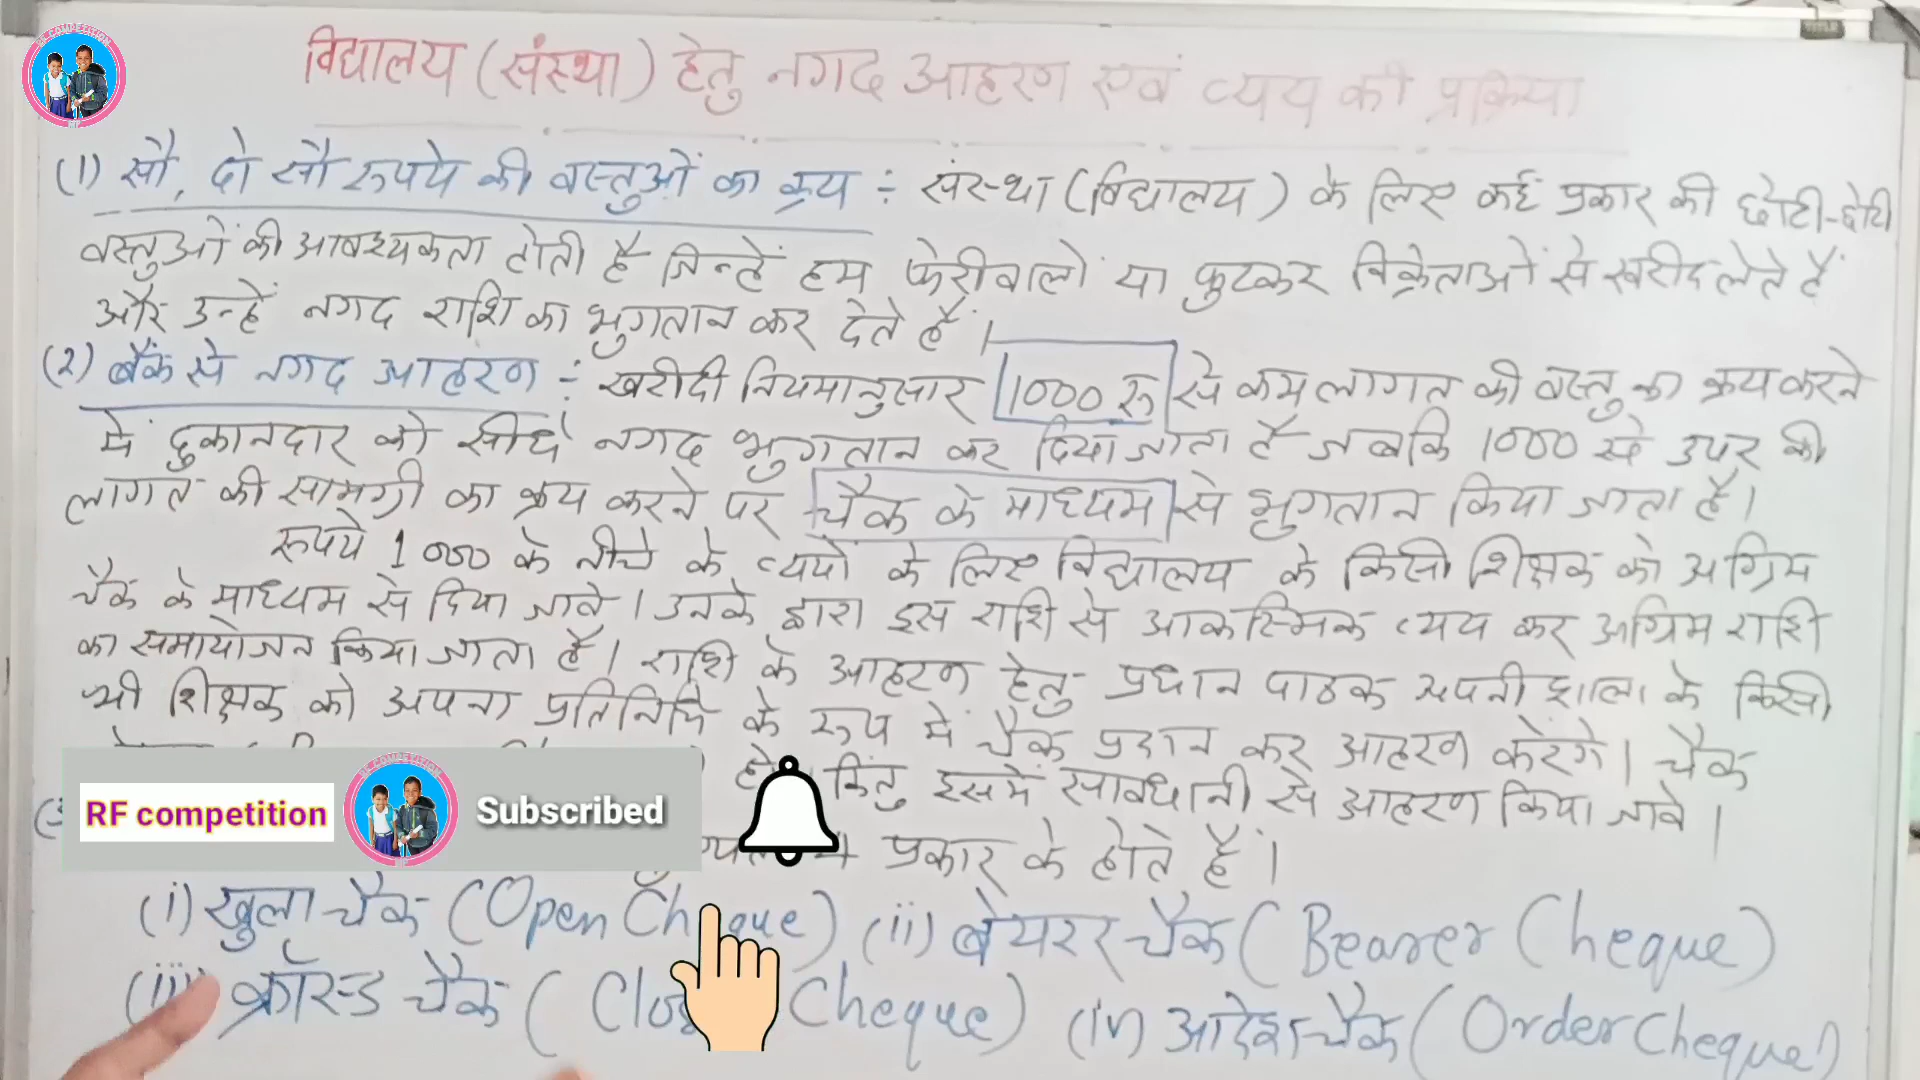 विद्यालय (संस्था) हेतु नगद आहरण एवं व्यय की प्रक्रिया
(1) सौ, दो सौ रुपये की वस्तुओं का क्रय ÷ संस्था (विद्यालय) के लिए कई प्रकार की छोटी-छोटी
वस्तुओं की आवश्यकता होती है जिन्हें हम फेरीवालों या फुटकर विक्रेताओं से खरीद लेते हैं
और उन्हें नगद राशि का भुगतान कर देते हैं।
(2) बैंक से नगद आहरण ÷ खरीदी नियमानुसार 1000 रु से कम लागत की वस्तु का क्रय करने
में दुकानदार को सीधे नगद भुगतान कर दिया जाता है जबकि 1000 से उपर की
लागत की सामग्री का क्रय करने पर चैक के माध्यम से भुगतान किया जाता है।
रूपये 1000 के नीचे के व्ययों के लिए विद्यालय के किसी शिक्षक को अग्रिम
चैक के माध्यम से दिया जावे। उनके द्वारा इस राशि से आकस्मिक व्यय कर अग्रिम राशि
का समायोजन किया जाता है। राशि के आहरण हेतु प्रधान पाठक अपनी शाला के किसी
भी शिक्षक को अपना प्रतिनिधि के रूप में चैक प्रदान कर आहरण करेंगे। चैक
किंतु इसमें सावधानी से आहरण किया जावे।
प्रकार के होते हैं।
(i) खुला चैक (Open Cheque) (ii) बेयरर चैक (Bearer Cheque)
(iii) क्रॉस्ड चैक ( Cheque) (iv) आदेश चैक (Order Cheque)
RF competition
Subscribed
RF COMPETITION